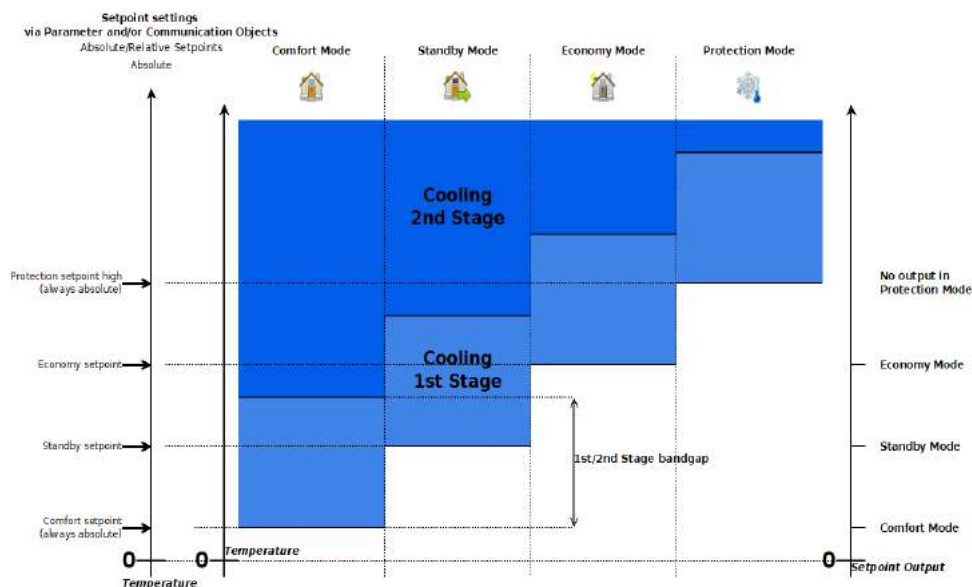 Setpoint settings
via Parameter and/or Communication Objects
Absolute/Relative Setpoints
Absolute
Comfort Mode
Standby Mode
Economy Mode
Protection Mode
Cooling
2nd Stage
Protection setpoint high
(always absolute)
No output in
Protection Mode
Economy setpoint
Cooling
1st Stage
Economy Mode
Standby setpoint
1st/2nd Stage bandgap
Standby Mode
Comfort setpoint
(always absolute)
Comfort Mode
Temperature
0
0
0
Temperature
Setpoint Output